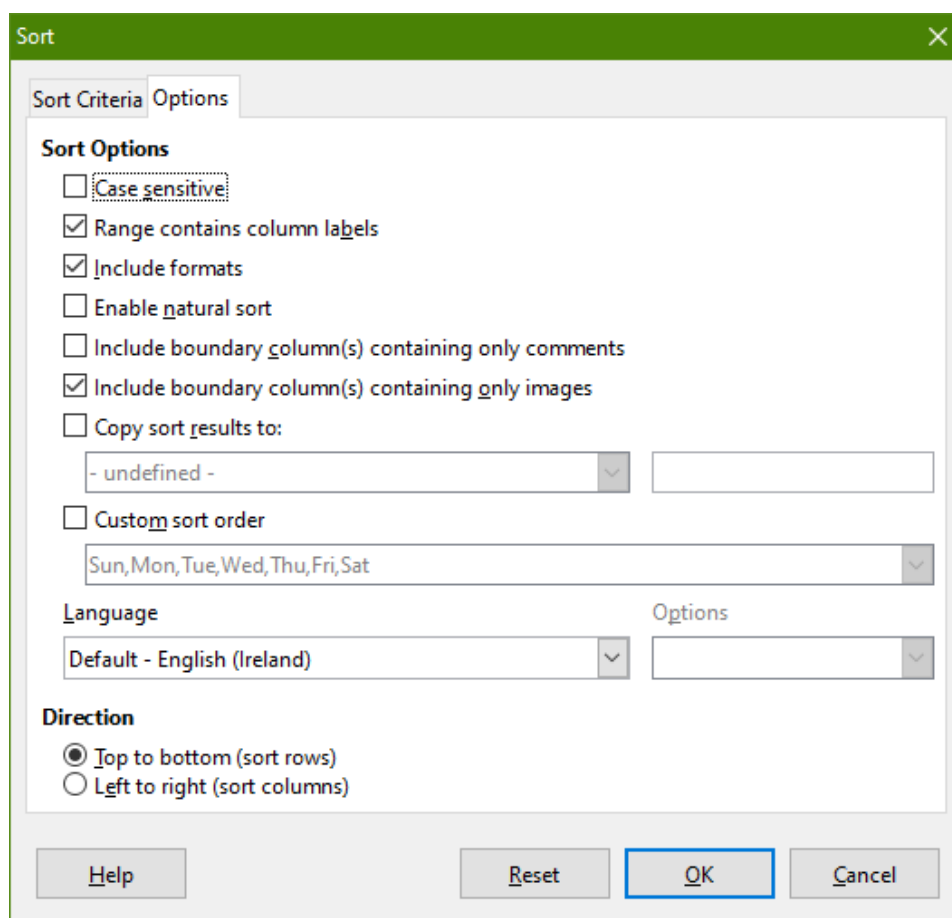 Sort
Sort Criteria Options
Sort Options
Case sensitive
Range contains column labels
Include formats
Enable natural sort
Include boundary column(s) containing only comments
Include boundary column(s) containing only images
Copy sort results to:
- undefined -
Custom sort order
Sun,Mon,Tue,Wed,Thu,Fri,Sat
Language Options
Default - English (Ireland)
Direction
Top to bottom (sort rows)
Left to right (sort columns)
Help Reset OK Cancel